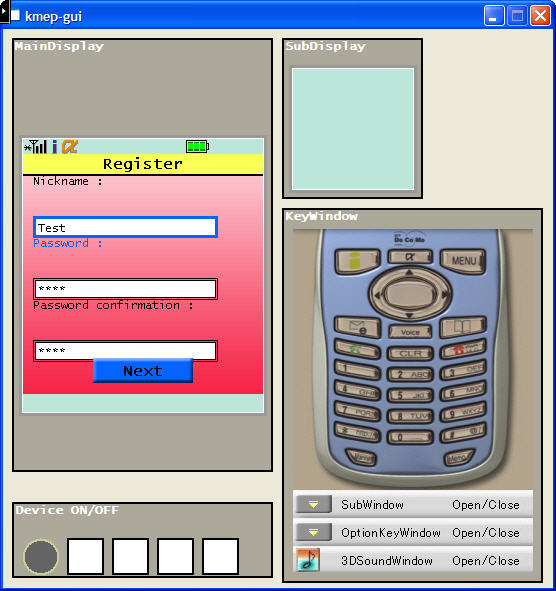 kmep-gui
MainDisplay
SubDisplay
i α
Register
Nickname :
Test
Password :
****
Password confirmation :
****
Next
KeyWindow
DoCoMo
i α MENU
Voice
CLR
1 2 ABC 3 DEF
4 GHI 5 JKL 6 MNO
7 PQRS 8 TUV 9 WXYZ
* 0 #
Memo
SubWindow Open/Close
OptionKeyWindow Open/Close
3DSoundWindow Open/Close
Device ON/OFF